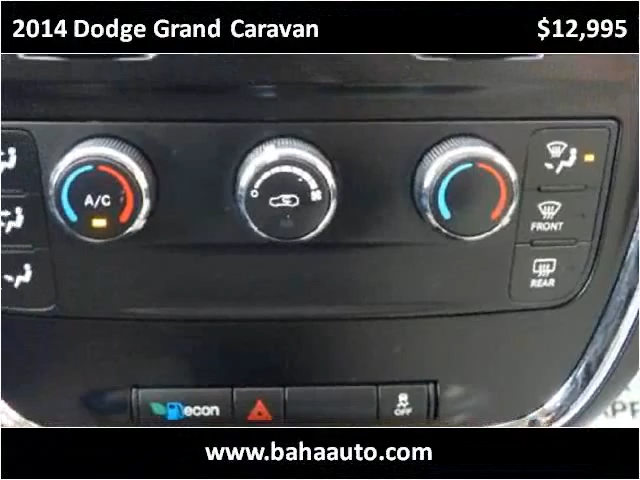 2014 Dodge Grand Caravan $12,995
A/C
FRONT
REAR
econ
OFF
www.bahaauto.com